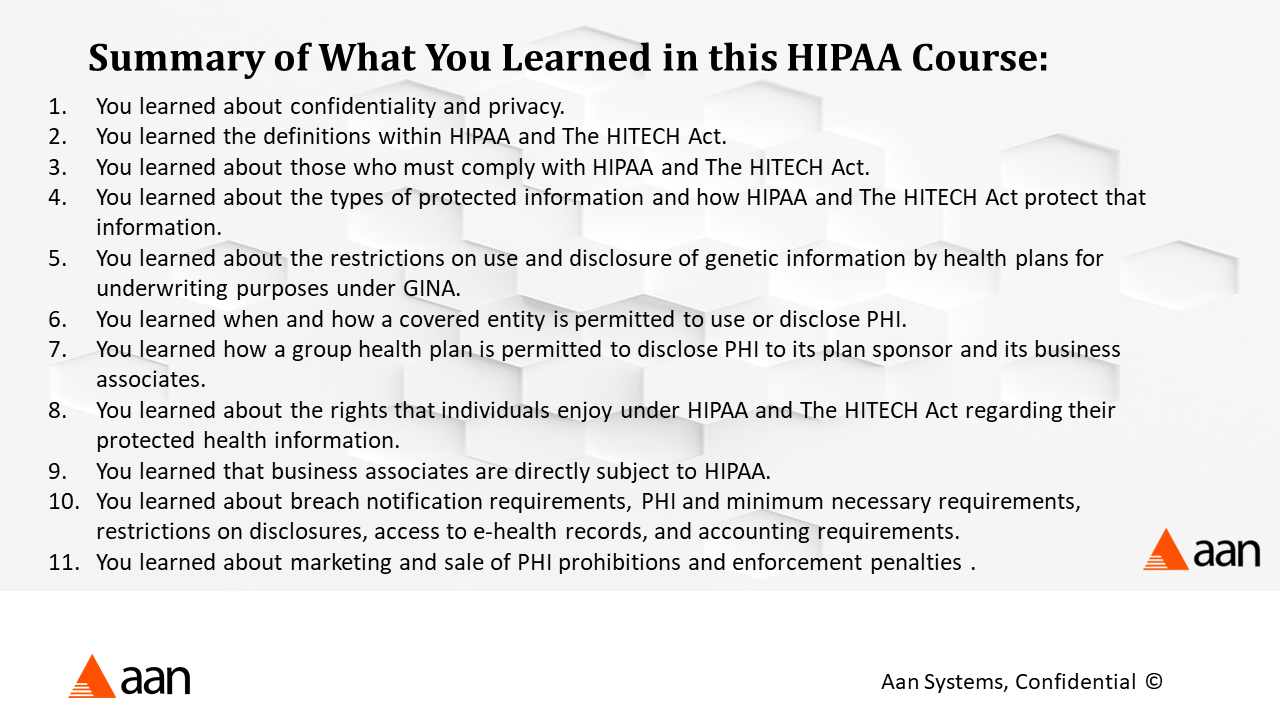 Summary of What You Learned in this HIPAA Course:
1. You learned about confidentiality and privacy.
2. You learned the definitions within HIPAA and The HITECH Act.
3. You learned about those who must comply with HIPAA and The HITECH Act.
4. You learned about the types of protected information and how HIPAA and The HITECH Act protect that
information.
5. You learned about the restrictions on use and disclosure of genetic information by health plans for
underwriting purposes under GINA.
6. You learned when and how a covered entity is permitted to use or disclose PHI.
7. You learned how a group health plan is permitted to disclose PHI to its plan sponsor and its business
associates.
8. You learned about the rights that individuals enjoy under HIPAA and The HITECH Act regarding their
protected health information.
9. You learned that business associates are directly subject to HIPAA.
10. You learned about breach notification requirements, PHI and minimum necessary requirements,
restrictions on disclosures, access to e-health records, and accounting requirements.
11. You learned about marketing and sale of PHI prohibitions and enforcement penalties .
aan
aan
Aan Systems, Confidential ©